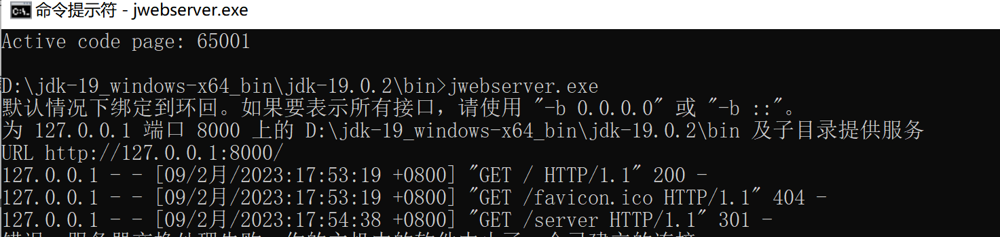 命令提示符 - jwebserver.exe
Active code page: 65001
D:\jdk-19_windows-x64_bin\jdk-19.0.2\bin>jwebserver.exe
默认情况下绑定到环回。如果要表示所有接口，请使用 "-b 0.0.0.0" 或 "-b ::"。
为 127.0.0.1 端口 8000 上的 D:\jdk-19_windows-x64_bin\jdk-19.0.2\bin 及子目录提供服务
URL http://127.0.0.1:8000/
127.0.0.1 - - [09/2月/2023:17:53:19 +0800] "GET / HTTP/1.1" 200 -
127.0.0.1 - - [09/2月/2023:17:53:19 +0800] "GET /favicon.ico HTTP/1.1" 404 -
127.0.0.1 - - [09/2月/2023:17:54:38 +0800] "GET /server HTTP/1.1" 301 -